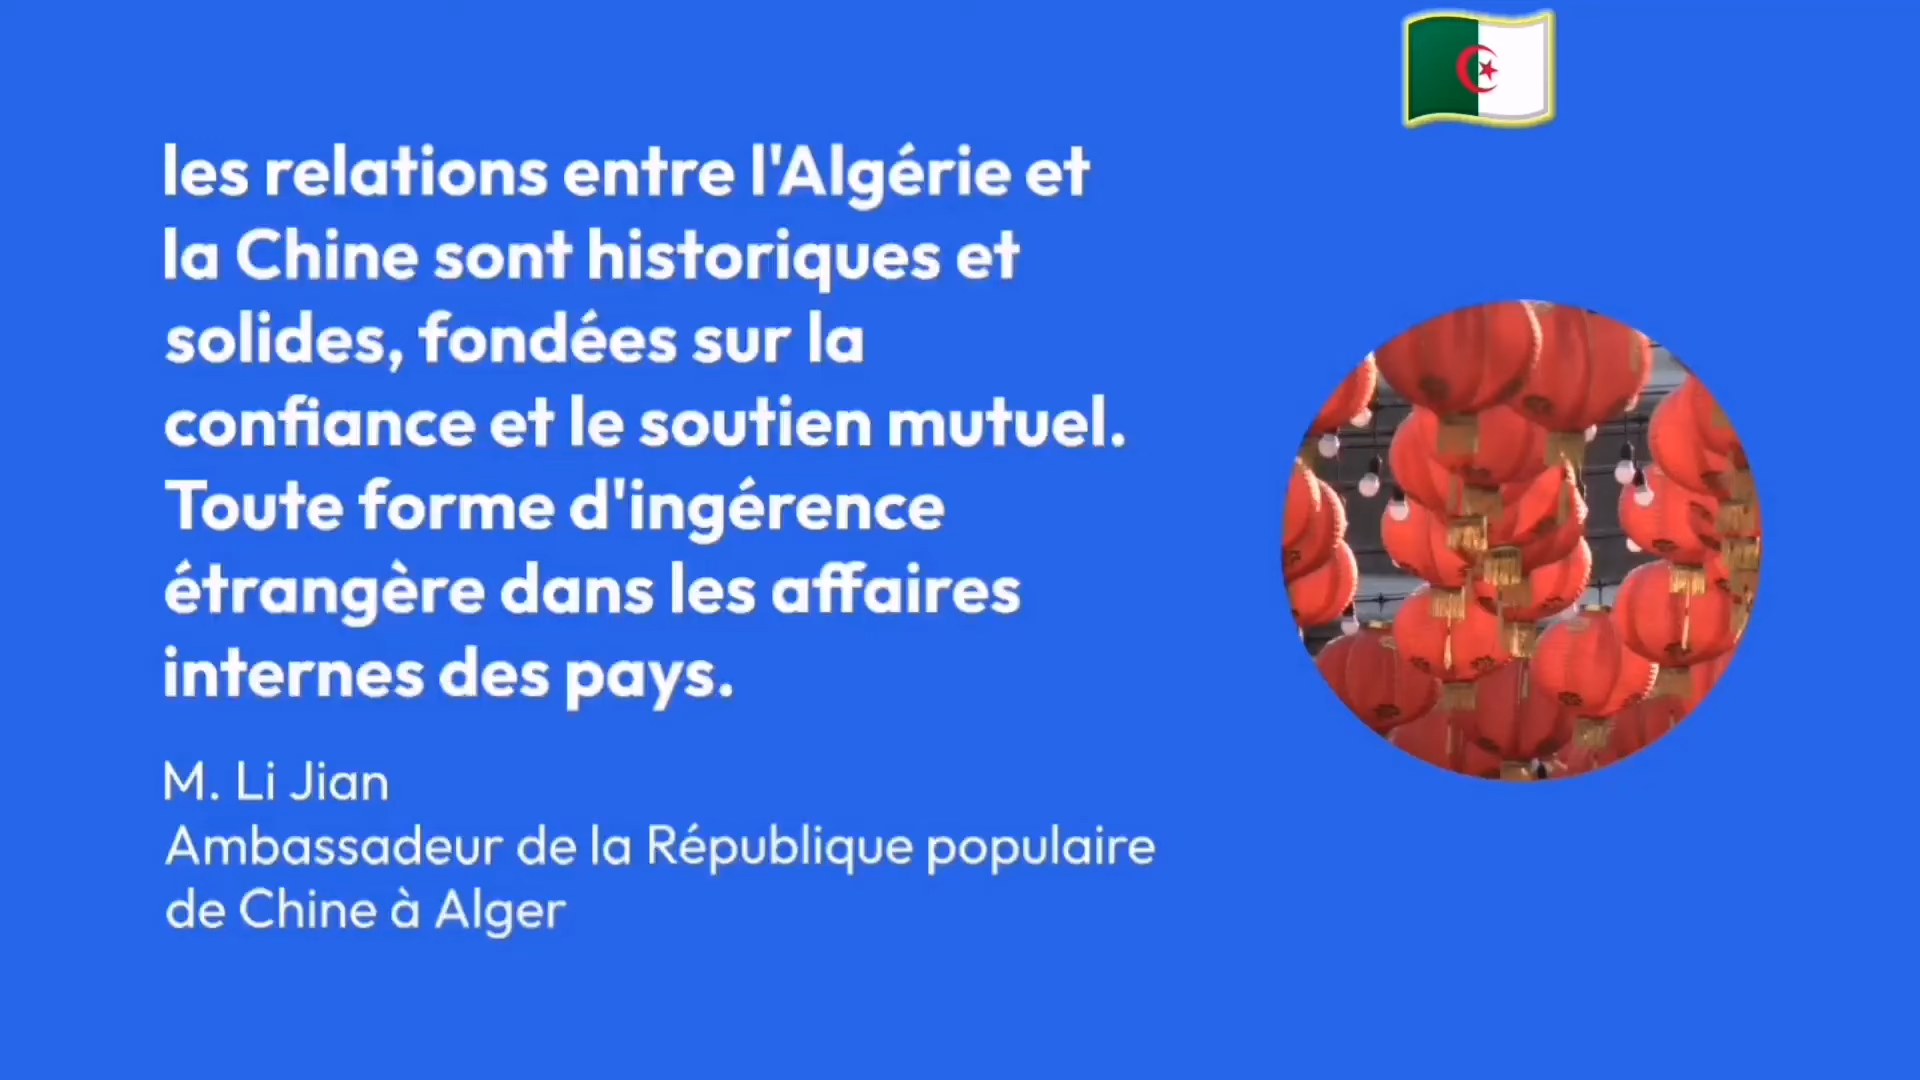 les relations entre l'Algérie et
la Chine sont historiques et
solides, fondées sur la
confiance et le soutien mutuel.
Toute forme d'ingérence
étrangère dans les affaires
internes des pays.
M. Li Jian
Ambassadeur de la République populaire
de Chine à Alger